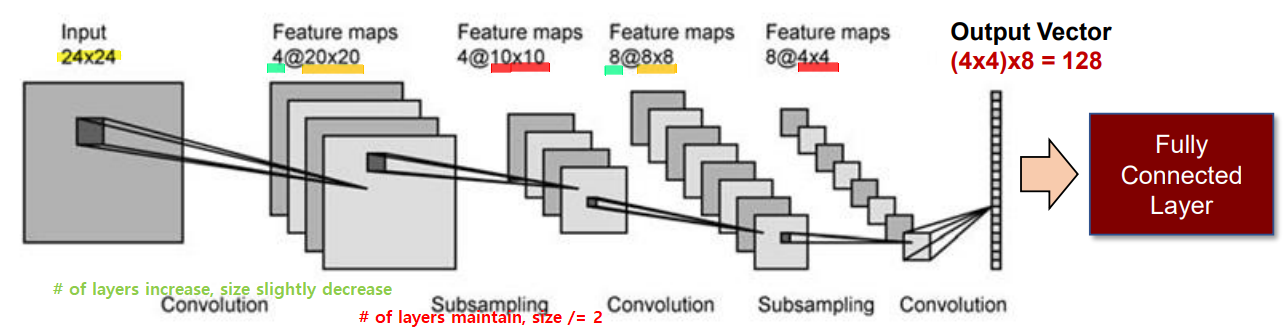 Input
24x24
Feature maps
4@20x20
Feature maps
4@10x10
Feature maps
8@8x8
Feature maps
8@4x4
Output Vector
(4x4)x8 = 128
Fully
Connected
Layer
# of layers increase, size slightly decrease
Convolution
Subsampling
Convolution
Subsampling
Convolution
# of layers maintain, size /= 2